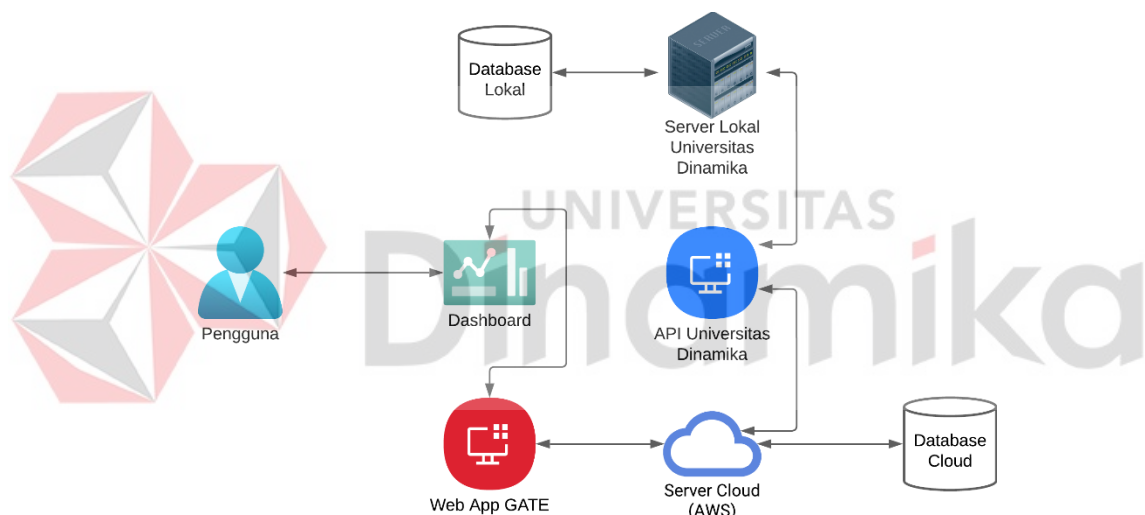 Database
Lokal
SERVER
Server Lokal
Universitas
Dinamika
UNIVERSITAS
Dinamika
Pengguna
Dashboard
API Universitas
Dinamika
Web App GATE
Server Cloud
(AWS)
Database
Cloud